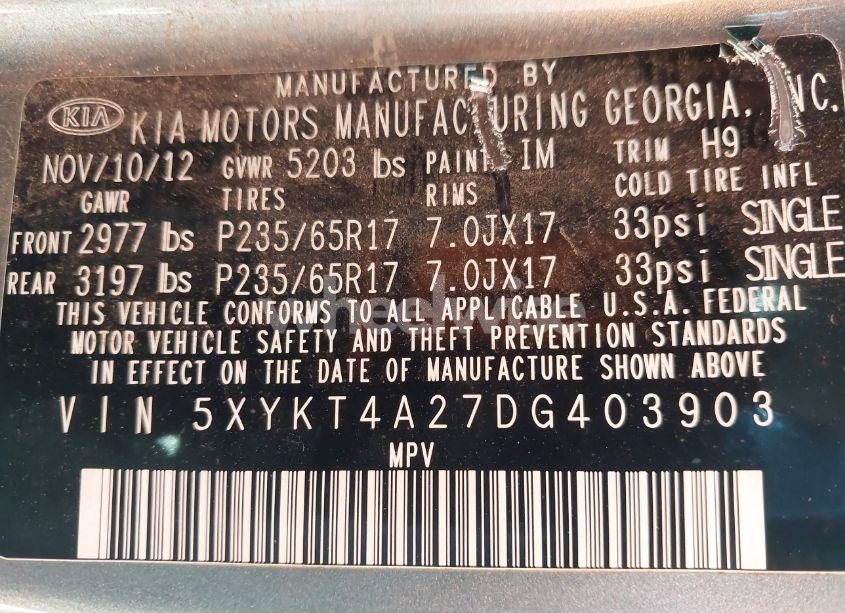 MANUFACTURED BY
KIA KIA MOTORS MANUFACTURING GEORGIA, INC.
NOV/10/12 GVWR 5203 lbs PAINT IM TRIM H9
GAWR TIRES RIMS COLD TIRE INFL
FRONT 2977 lbs P235/65R17 7.0JX17 33psi SINGLE
REAR 3197 lbs P235/65R17 7.0JX17 33psi SINGLE
THIS VEHICLE CONFORMS TO ALL APPLICABLE U.S.A. FEDERAL
MOTOR VEHICLE SAFETY AND THEFT PREVENTION STANDARDS
IN EFFECT ON THE DATE OF MANUFACTURE SHOWN ABOVE
VIN 5XYKT4A27DG403903
MPV